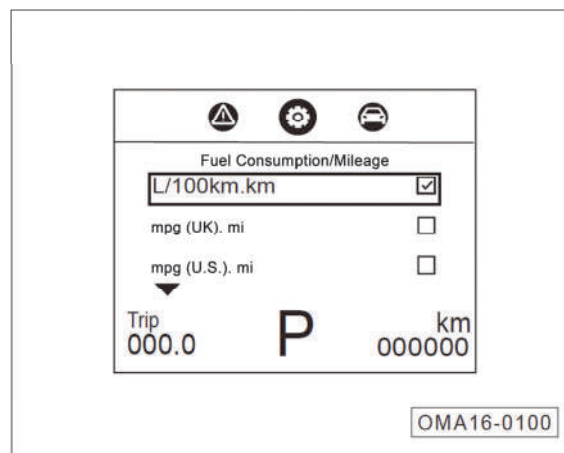 Fuel Consumption/Mileage
L/100km.km
mpg (UK). mi
mpg (U.S.). mi
Trip
000.0
P
km
000000
OMA16-0100